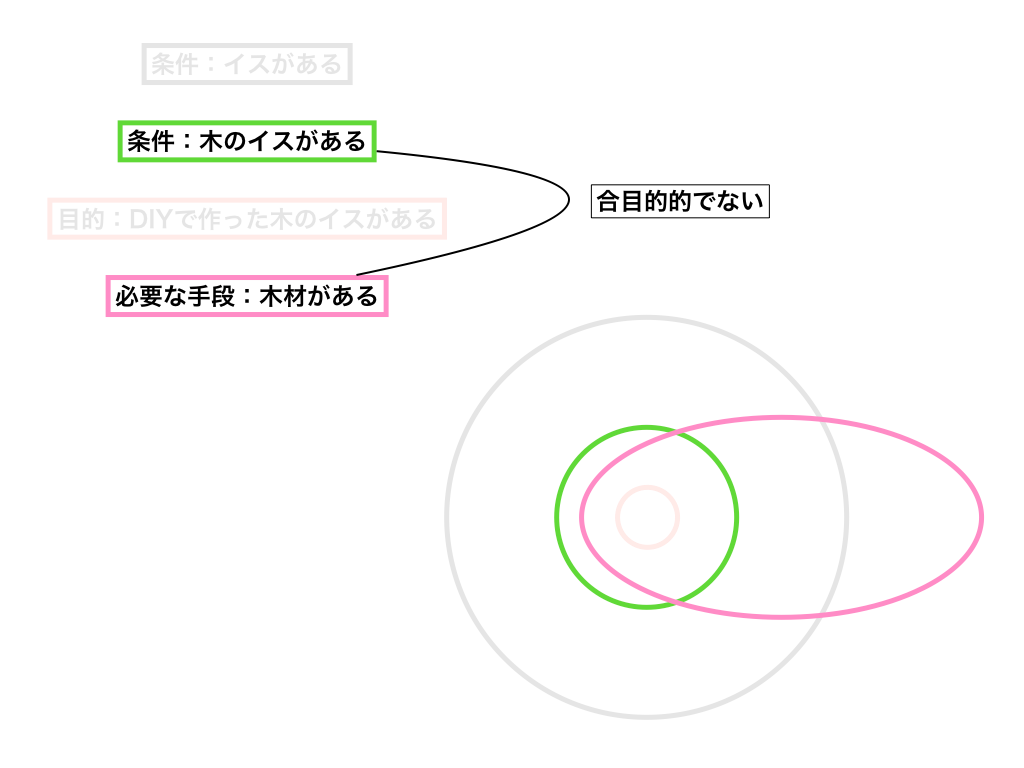 条件：イスがある
条件：木のイスがある
合目的的でない
目的：DIYで作った木のイスがある
必要な手段：木材がある